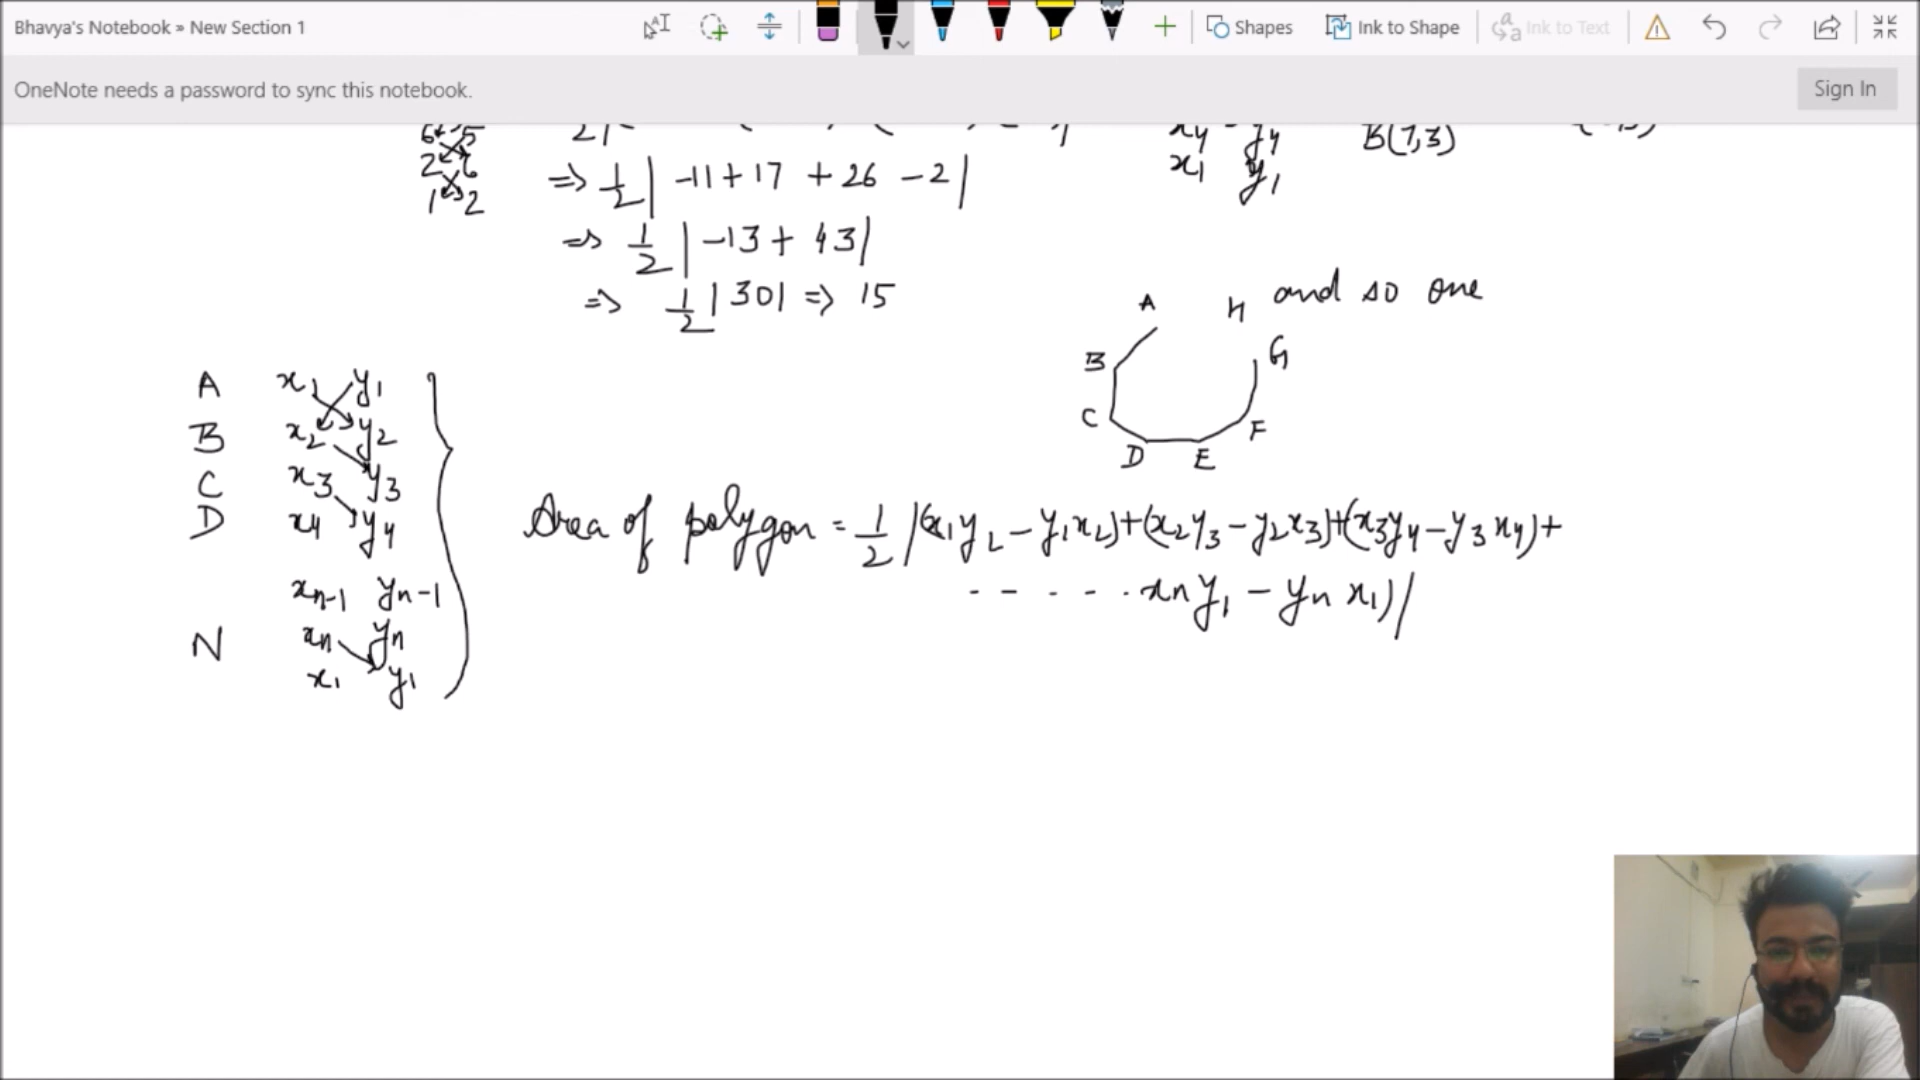 Bhavya's Notebook » New Section 1
Shapes
Ink to Shape
Ink to Text
OneNote needs a password to sync this notebook.
Sign In
6 5
2 6
1 2
=> 1/2 | -11 + 17 + 26 - 2 |
=> 1/2 | -13 + 43 |
=> 1/2 | 30 | => 15
x4 y4
x1 y1
B(7,3)
A H and so one
B G
C F
D E
A x1 y1
B x2 y2
C x3 y3
D x4 y4
xn-1 yn-1
N xn yn
x1 y1
Area of polygon = 1/2 |(x1y2 - y1x2) + (x2y3 - y2x3) + (x3y4 - y3x4) +
- - - - - . xny1 - ynx1)|